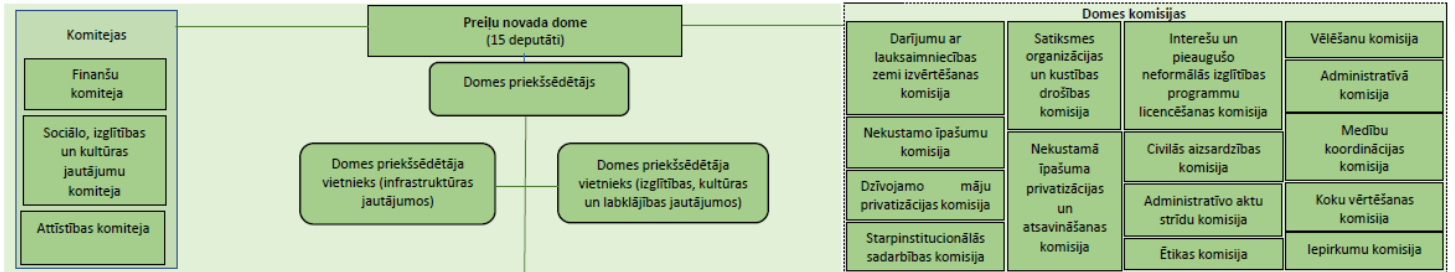 Komitejas
Finanšu
komiteja
Sociālo, izglītības
un kultūras
jautājumu
komiteja
Attīstības komiteja
Preiļu novada dome
(15 deputāti)
Domes priekšsēdētājs
Domes priekšsēdētāja
vietnieks (infrastruktūras
jautājumos)
Domes priekšsēdētāja
vietnieks (izglītības, kultūras
un labklājības jautājumos)
Domes komisijas
Darījumu ar
lauksaimniecības
zemi izvērtēšanas
komisija
Nekustamo īpašumu
komisija
Dzīvojamo māju
privatizācijas komisija
Starpinstitucionālās
sadarbības komisija
Satiksmes
organizācijas
un kustības
drošības
komisija
Nekustamā
īpašuma
privatizācijas
un
atsavināšanas
komisija
Interešu un
pieaugušo
neformālās izglītības
programmu
licencēšanas komisija
Civilās aizsardzības
komisija
Administratīvo aktu
strīdu komisija
Ētikas komisija
Vēlēšanu komisija
Administratīvā
komisija
Medību
koordinācijas
komisija
Koku vērtēšanas
komisija
Iepirkumu komisija